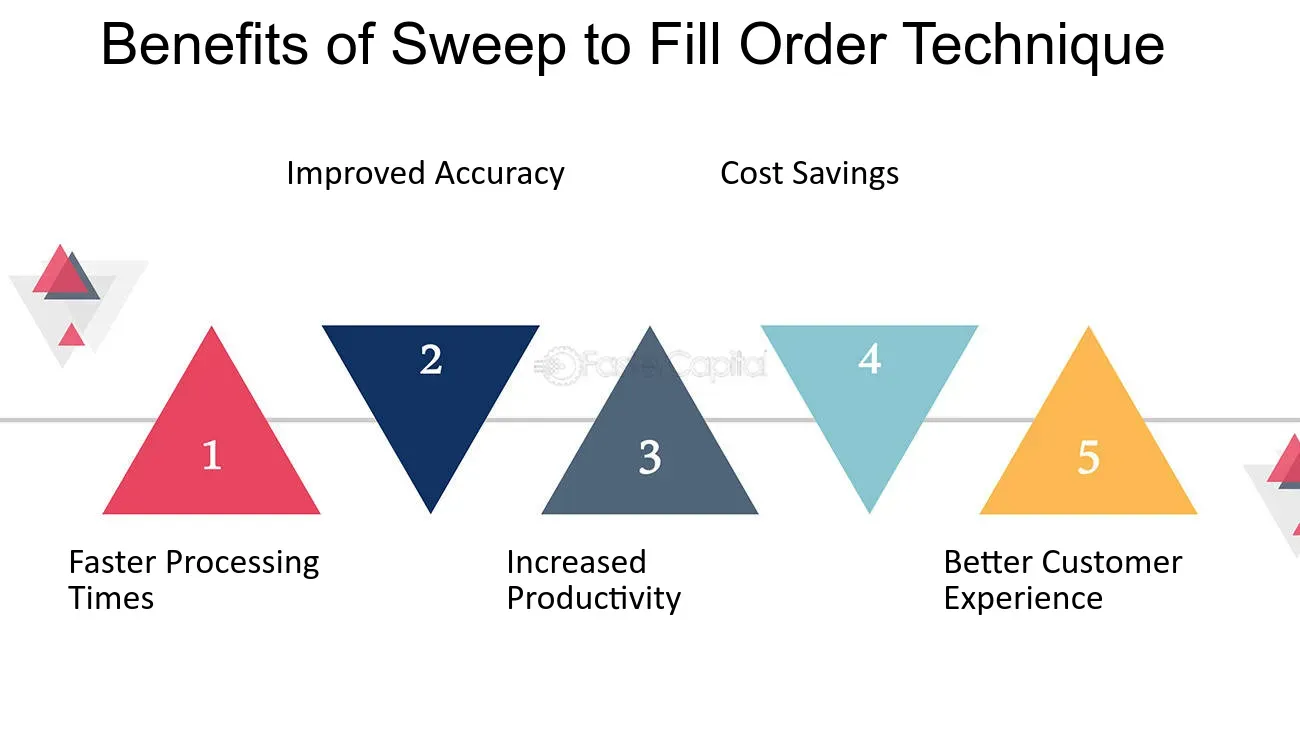 Benefits of Sweep to Fill Order Technique
Improved Accuracy
Cost Savings
2
4
FasterCapital
1
3
5
Faster Processing
Times
Increased
Productivity
Better Customer
Experience